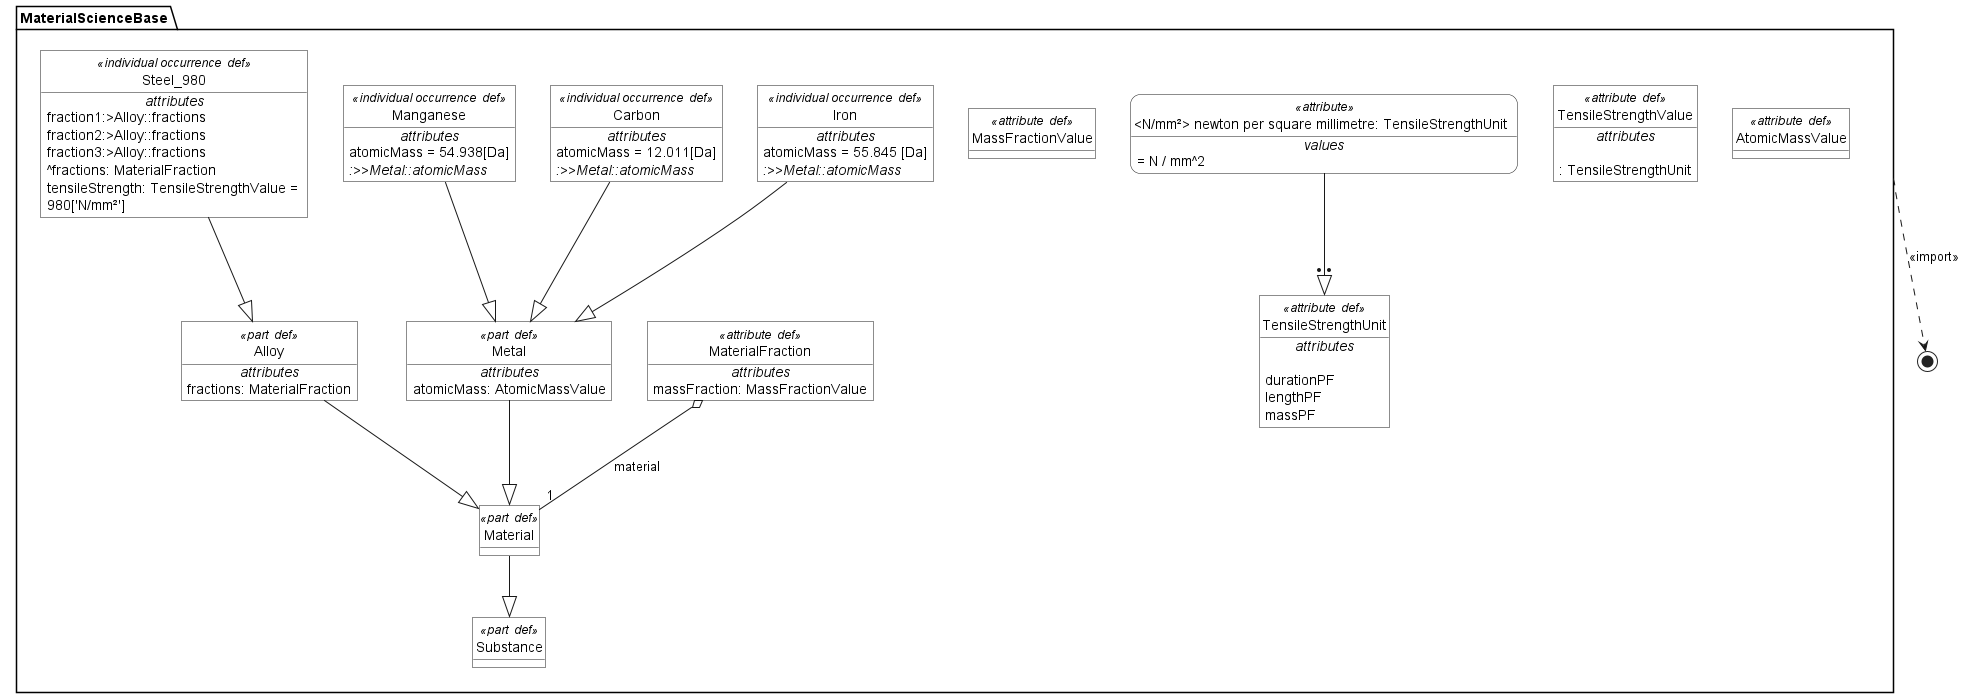 MaterialScienceBase
«individual occurrence def»
Steel_980
attributes
fraction1:>Alloy::fractions
fraction2:>Alloy::fractions
fraction3:>Alloy::fractions
^fractions: MaterialFraction
tensileStrength: TensileStrengthValue =
980['N/mm²']
«individual occurrence def»
Manganese
attributes
atomicMass = 54.938[Da]
:>>Metal::atomicMass
«individual occurrence def»
Carbon
attributes
atomicMass = 12.011[Da]
:>>Metal::atomicMass
«individual occurrence def»
Iron
attributes
atomicMass = 55.845 [Da]
:>>Metal::atomicMass
«attribute def»
MassFractionValue
«attribute»
<N/mm²> newton per square millimetre: TensileStrengthUnit
values
= N / mm^2
«attribute def»
TensileStrengthValue
attributes
: TensileStrengthUnit
«attribute def»
AtomicMassValue
«import»
«part def»
Alloy
attributes
fractions: MaterialFraction
«part def»
Metal
attributes
atomicMass: AtomicMassValue
«attribute def»
MaterialFraction
attributes
massFraction: MassFractionValue
«attribute def»
TensileStrengthUnit
attributes
durationPF
lengthPF
massPF
material
1
«part def»
Material
«part def»
Substance